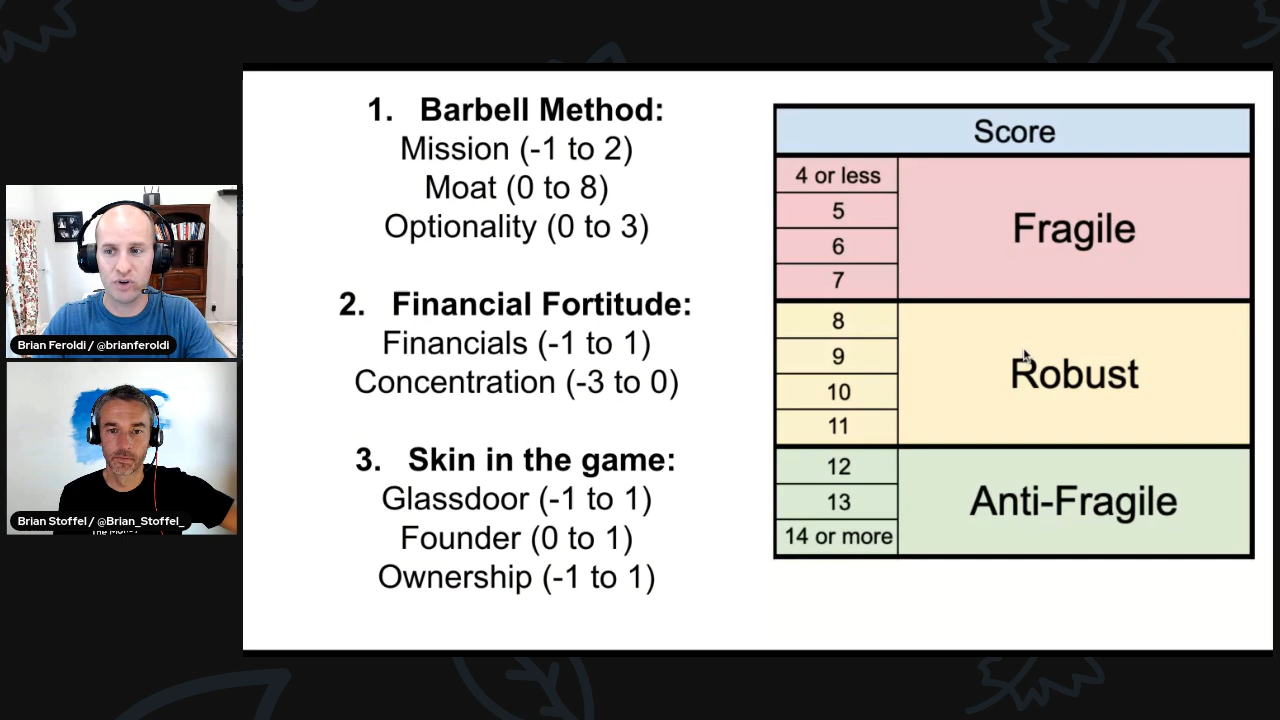 1. Barbell Method:
Mission (-1 to 2)
Moat (0 to 8)
Optionality (0 to 3)
2. Financial Fortitude:
Financials (-1 to 1)
Concentration (-3 to 0)
3. Skin in the game:
Glassdoor (-1 to 1)
Founder (0 to 1)
Ownership (-1 to 1)
Score
4 or less
5
6
7
Fragile
8
9
10
11
Robust
12
13
14 or more
Anti-Fragile
Brian Feroldi / @brianferoldi
Brian Stoffel / @Brian_Stoffel_